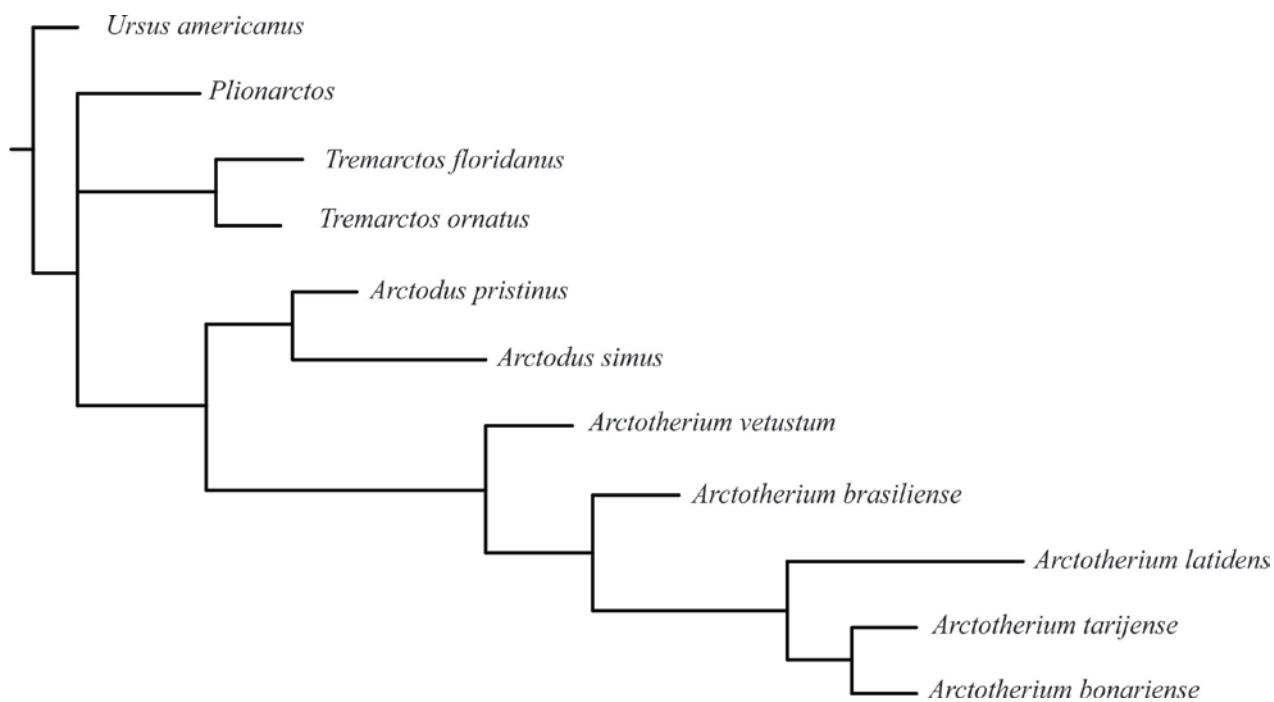 Ursus americanus
Plionarctos
Tremarctos floridanus
Tremarctos ornatus
Arctodus pristinus
Arctodus simus
Arctotherium vetustum
Arctotherium brasiliense
Arctotherium latidens
Arctotherium tarijense
Arctotherium bonariense